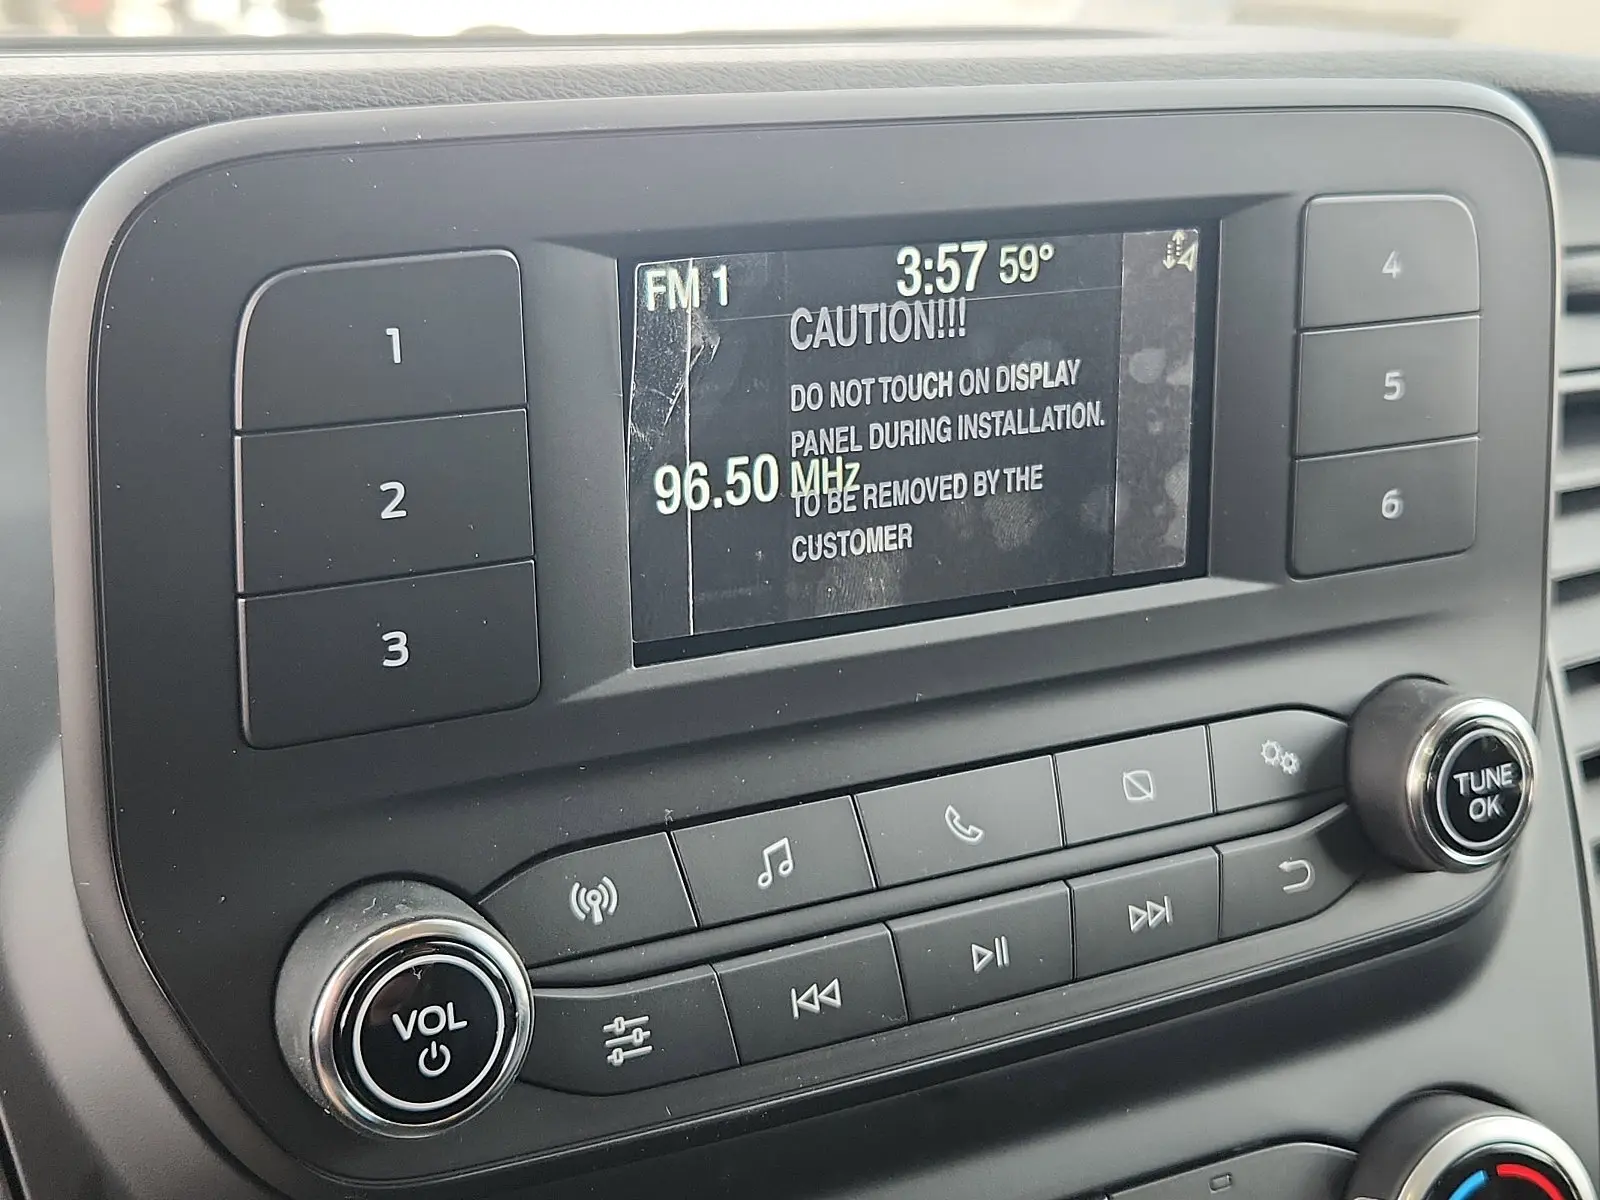 FM 1
3:57 59°
CAUTION!!!
DO NOT TOUCH ON DISPLAY
PANEL DURING INSTALLATION.
96.50 MHz
TO BE REMOVED BY THE
CUSTOMER
1
2
3
4
5
6
TUNE
OK
VOL